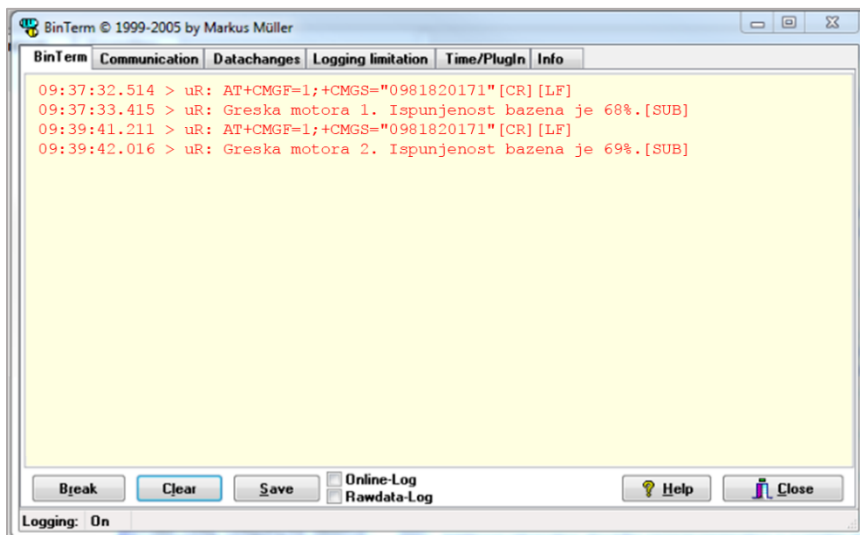 BinTerm © 1999-2005 by Markus Müller
BinTerm Communication Datachanges Logging limitation Time/PlugIn Info
09:37:32.514 > uR: AT+CMGF=1;+CMGS="0981820171"[CR][LF]
09:37:33.415 > uR: Greska motora 1. Ispunjenost bazena je 68%.[SUB]
09:39:41.211 > uR: AT+CMGF=1;+CMGS="0981820171"[CR][LF]
09:39:42.016 > uR: Greska motora 2. Ispunjenost bazena je 69%.[SUB]
Break Clear Save Online-Log Help Close
Rawdata-Log
Logging: On